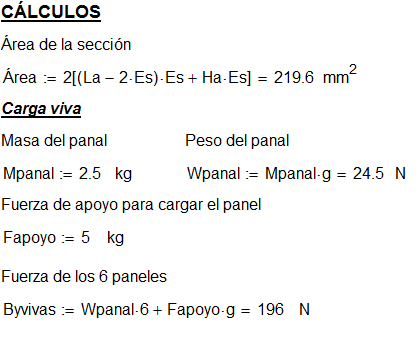 CÁLCULOS
Área de la sección
Área := 2[(La − 2·Es)·Es + Ha·Es] = 219.6 mm²
Carga viva
Masa del panal Peso del panal
Mpanal := 2.5 kg Wpanal := Mpanal·g = 24.5 N
Fuerza de apoyo para cargar el panel
Fapoyo := 5 kg
Fuerza de los 6 paneles
Byvivas := Wpanal·6 + Fapoyo·g = 196 N